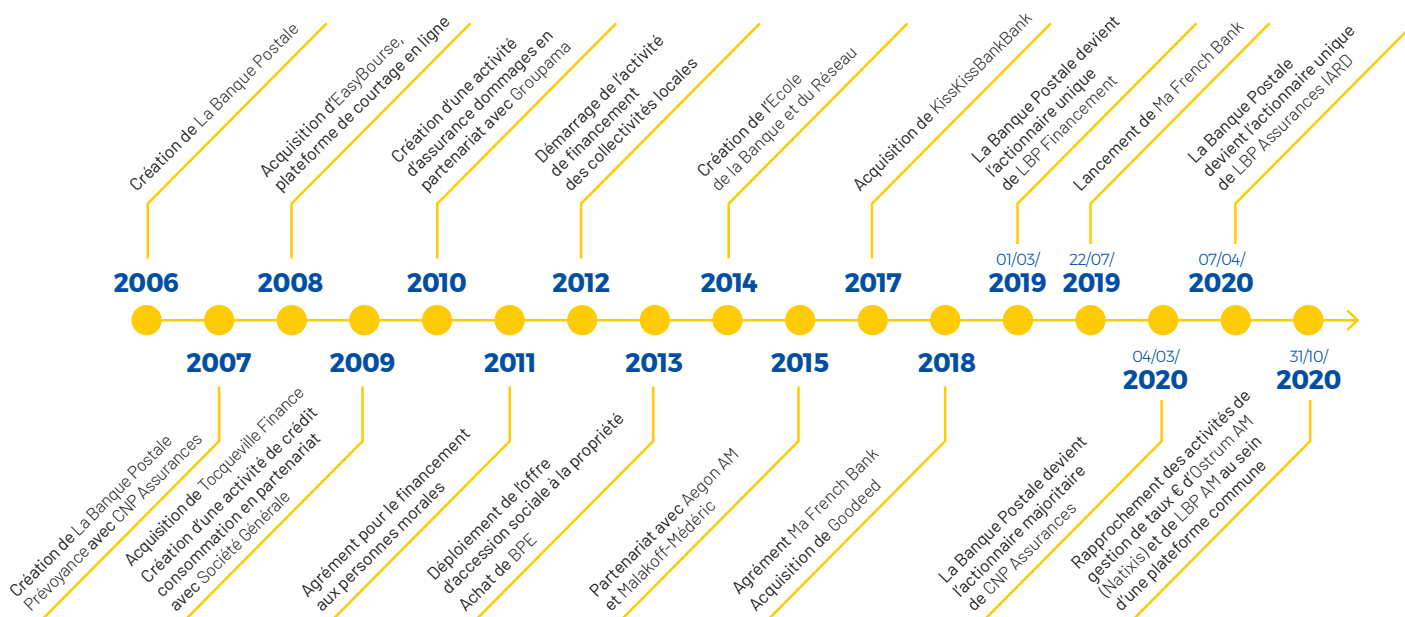 Création de La Banque Postale
2006
Création de La Banque Postale
Prévoyance avec CNP Assurances
2007
Acquisition d'EasyBourse,
plateforme de courtage en ligne
2008
Acquisition de Tocqueville Finance
Création d'une activité de crédit
consommation en partenariat
avec Société Générale
2009
Création d'une activité
d'assurance dommages en
partenariat avec Groupama
2010
Agrément pour le financement
aux personnes morales
2011
Démarrage de l'activité
de financement
des collectivités locales
2012
Déploiement de l'offre
d'accession sociale à la propriété
Achat de BPE
2013
Création de l'Ecole
de la Banque et du Réseau
2014
Partenariat avec Aegon AM
et Malakoff-Médéric
2015
Acquisition de KissKissBankBank
2017
Agrément Ma French Bank
Acquisition de Goodeed
2018
La Banque Postale devient
l'actionnaire unique
de LBP Financement
01/03/
2019
Lancement de Ma French Bank
22/07/
2019
La Banque Postale devient
l'actionnaire majoritaire
de CNP Assurances
04/03/
2020
La Banque Postale
devient l'actionnaire unique
de LBP Assurances IARD
07/04/
2020
Rapprochement des activités de
gestion de taux € d'Ostrum AM
(Natixis) et de LBP AM au sein
d'une plateforme commune
31/10/
2020